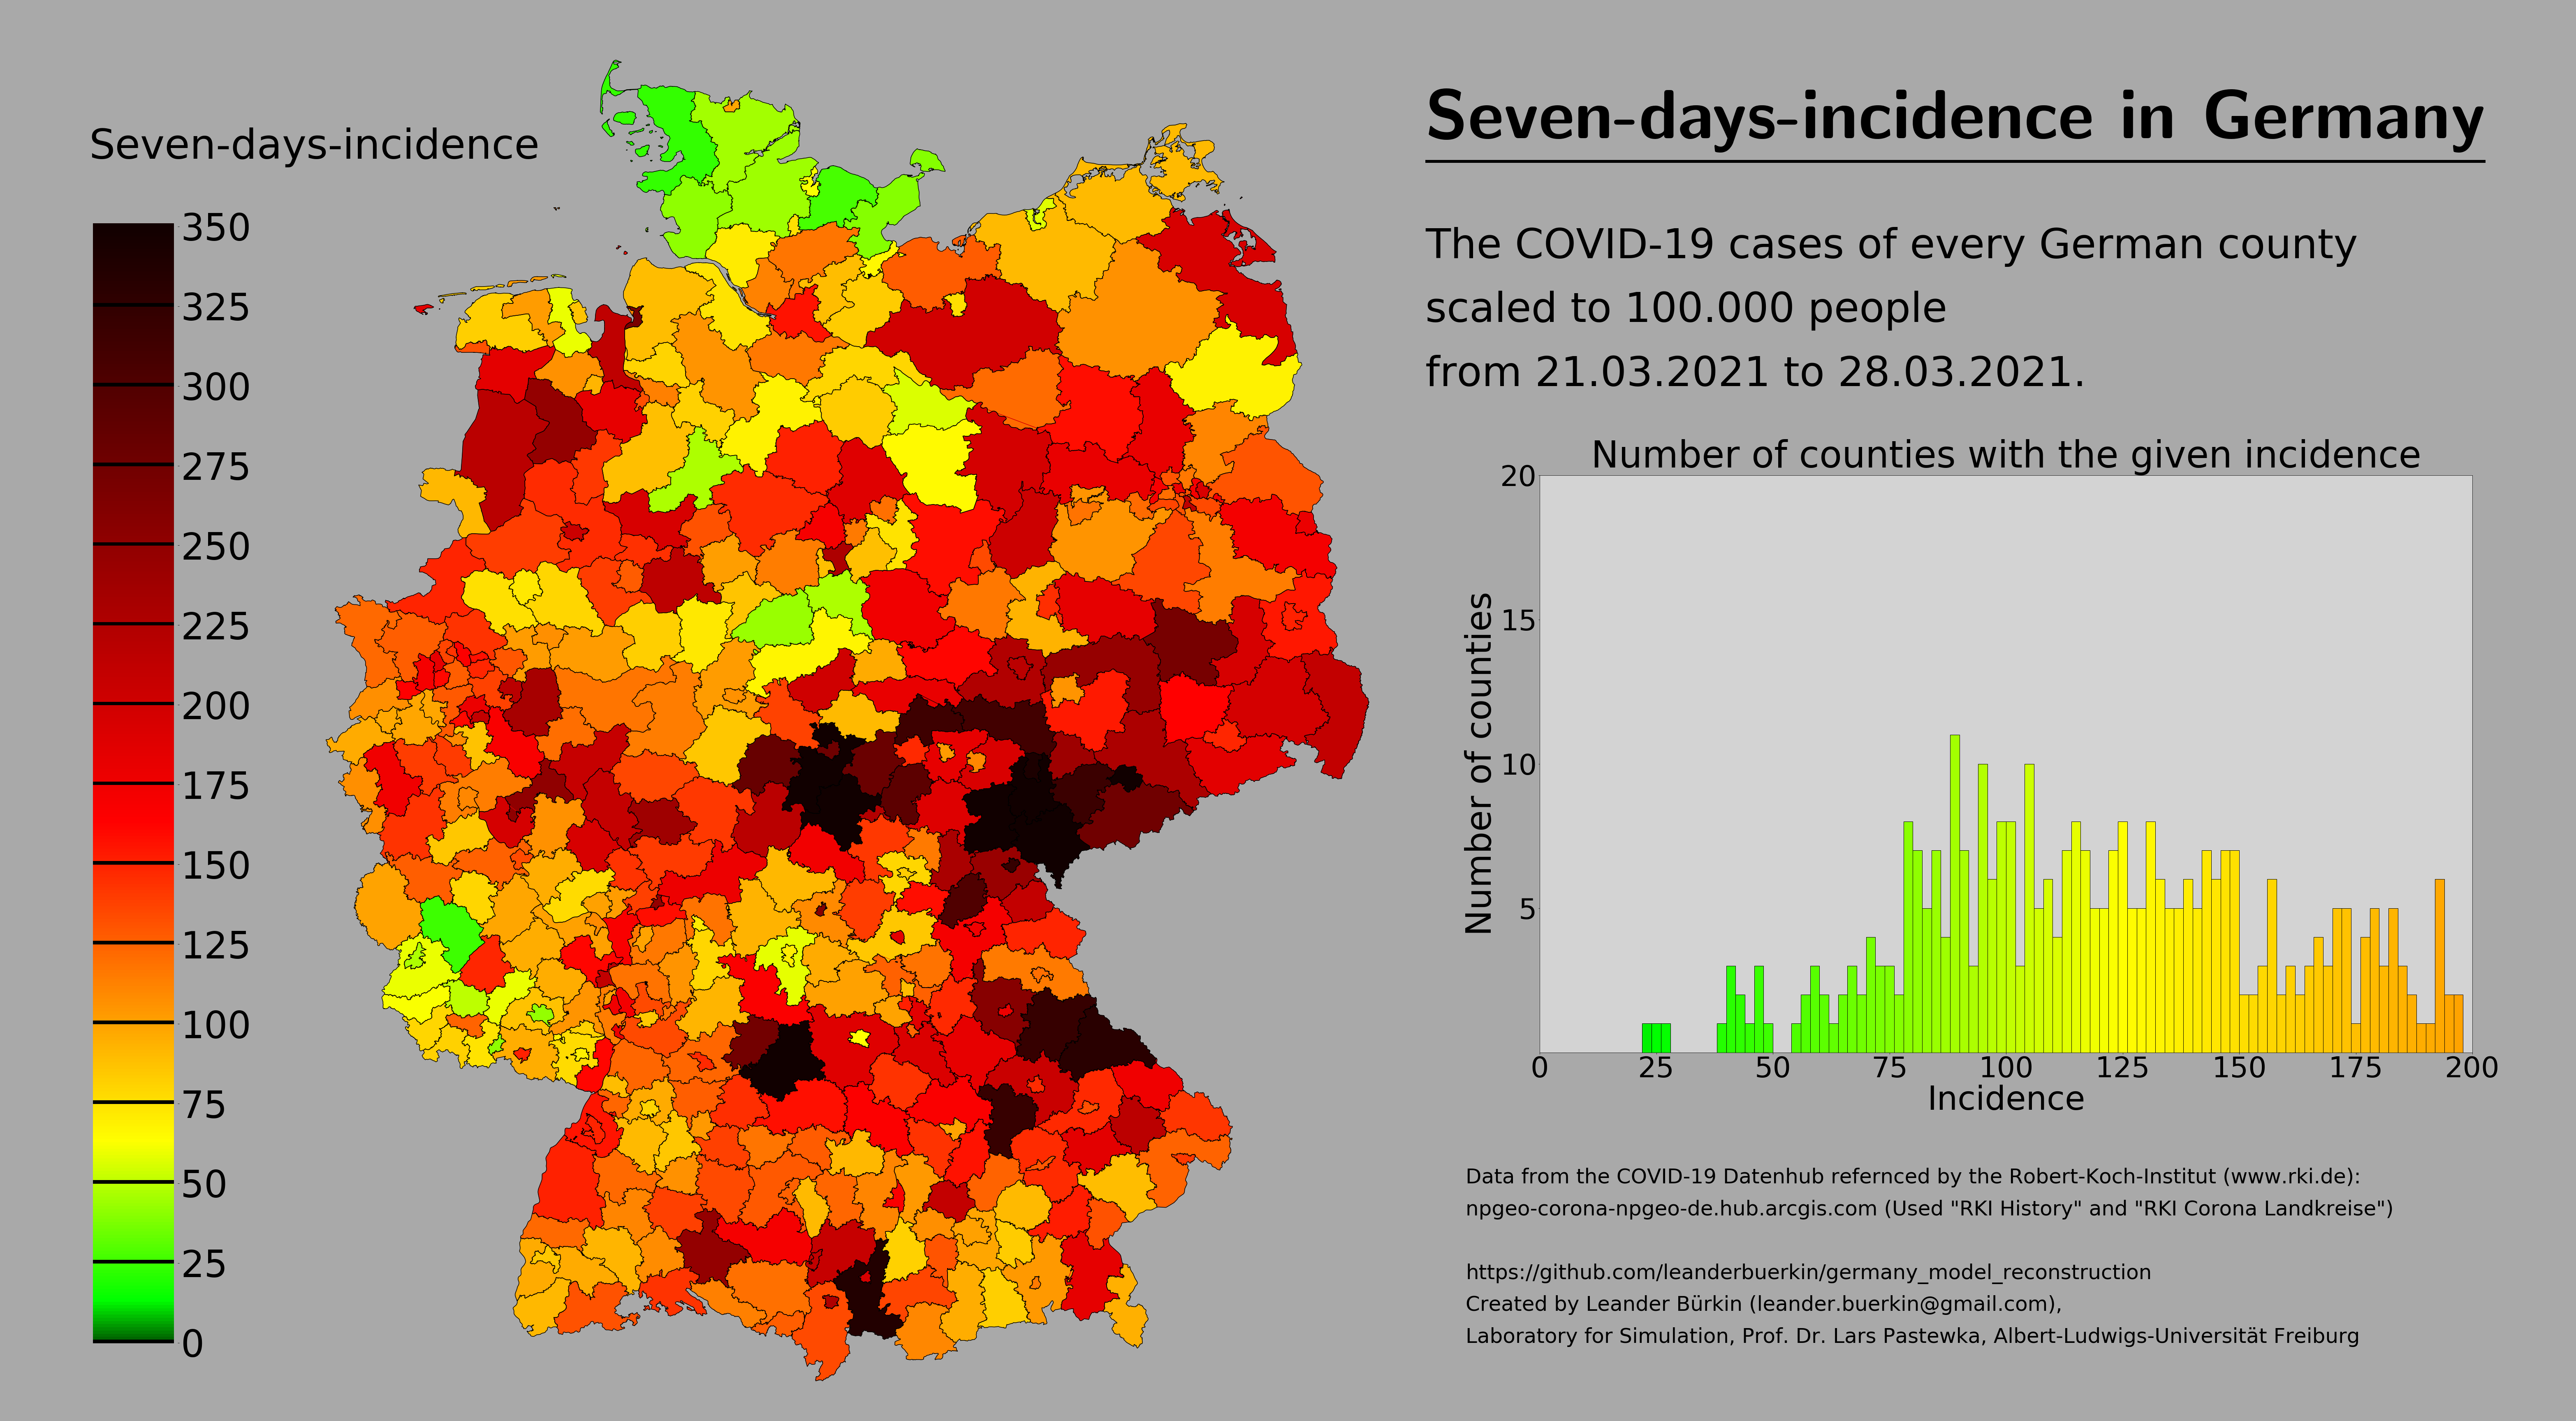 Seven-days-incidence
350
325
300
275
250
225
200
175
150
125
100
75
50
25
0
Seven-days-incidence in Germany
The COVID-19 cases of every German county
scaled to 100.000 people
from 21.03.2021 to 28.03.2021.
Number of counties with the given incidence
20
15
10
5
Number of counties
0 25 50 75 100 125 150 175 200
Incidence
Data from the COVID-19 Datenhub refernced by the Robert-Koch-Institut (www.rki.de):
npgeo-corona-npgeo-de.hub.arcgis.com (Used "RKI History" and "RKI Corona Landkreise")
https://github.com/leanderbuerkin/germany_model_reconstruction
Created by Leander Bürkin (leander.buerkin@gmail.com),
Laboratory for Simulation, Prof. Dr. Lars Pastewka, Albert-Ludwigs-Universität Freiburg